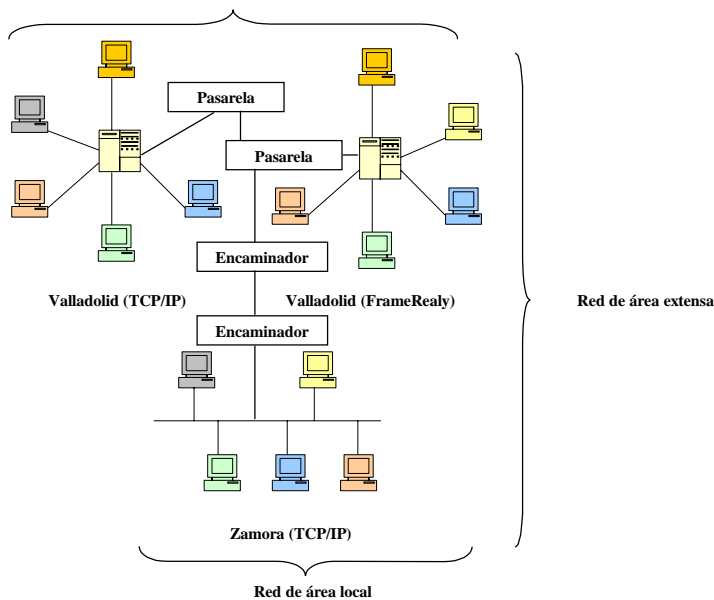 Pasarela
Pasarela
Encaminador
Valladolid (TCP/IP)
Valladolid (FrameRealy)
Red de área extensa
Encaminador
Zamora (TCP/IP)
Red de área local